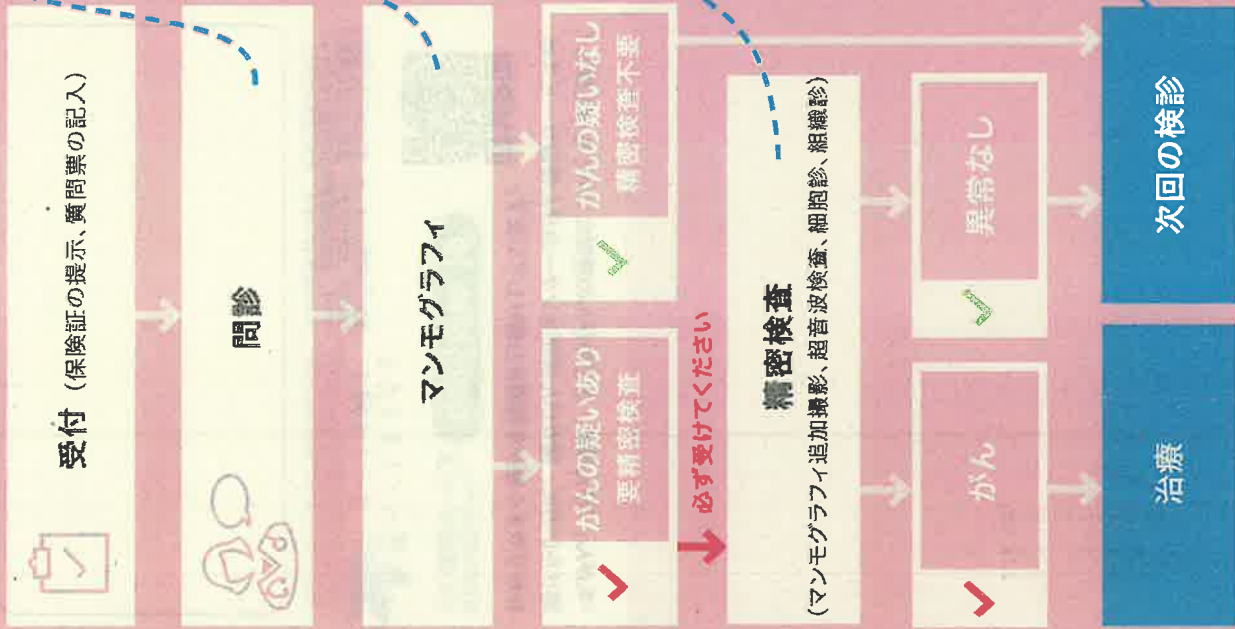 受付（保険証の提示、質問票の記入）
問診
マンモグラフィ
がんの疑いあり
要精密検査
がんの疑いなし
精密検査不要
必ず受けてください
精密検査
（マンモグラフィ追加撮影、超音波検査、細胞診、組織診）
がん
異常なし
治療
次回の検診